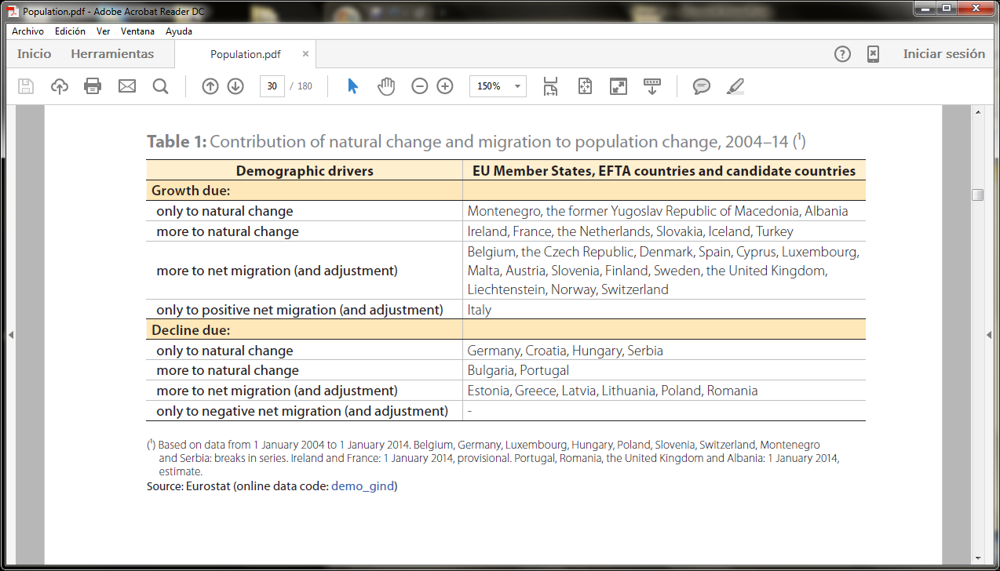 Population.pdf - Adobe Acrobat Reader DC
Archivo Edición Ver Ventana Ayuda
Inicio Herramientas Population.pdf × ? Iniciar sesión
30 / 180 150%
Table 1: Contribution of natural change and migration to population change, 2004–14 (¹)
Demographic drivers EU Member States, EFTA countries and candidate countries
Growth due:
only to natural change Montenegro, the former Yugoslav Republic of Macedonia, Albania
more to natural change Ireland, France, the Netherlands, Slovakia, Iceland, Turkey
Belgium, the Czech Republic, Denmark, Spain, Cyprus, Luxembourg,
more to net migration (and adjustment) Malta, Austria, Slovenia, Finland, Sweden, the United Kingdom,
Liechtenstein, Norway, Switzerland
only to positive net migration (and adjustment) Italy
Decline due:
only to natural change Germany, Croatia, Hungary, Serbia
more to natural change Bulgaria, Portugal
more to net migration (and adjustment) Estonia, Greece, Latvia, Lithuania, Poland, Romania
only to negative net migration (and adjustment) -
(¹) Based on data from 1 January 2004 to 1 January 2014. Belgium, Germany, Luxembourg, Hungary, Poland, Slovenia, Switzerland, Montenegro
and Serbia: breaks in series. Ireland and France: 1 January 2014, provisional. Portugal, Romania, the United Kingdom and Albania: 1 January 2014,
estimate.
Source: Eurostat (online data code: demo_gind)